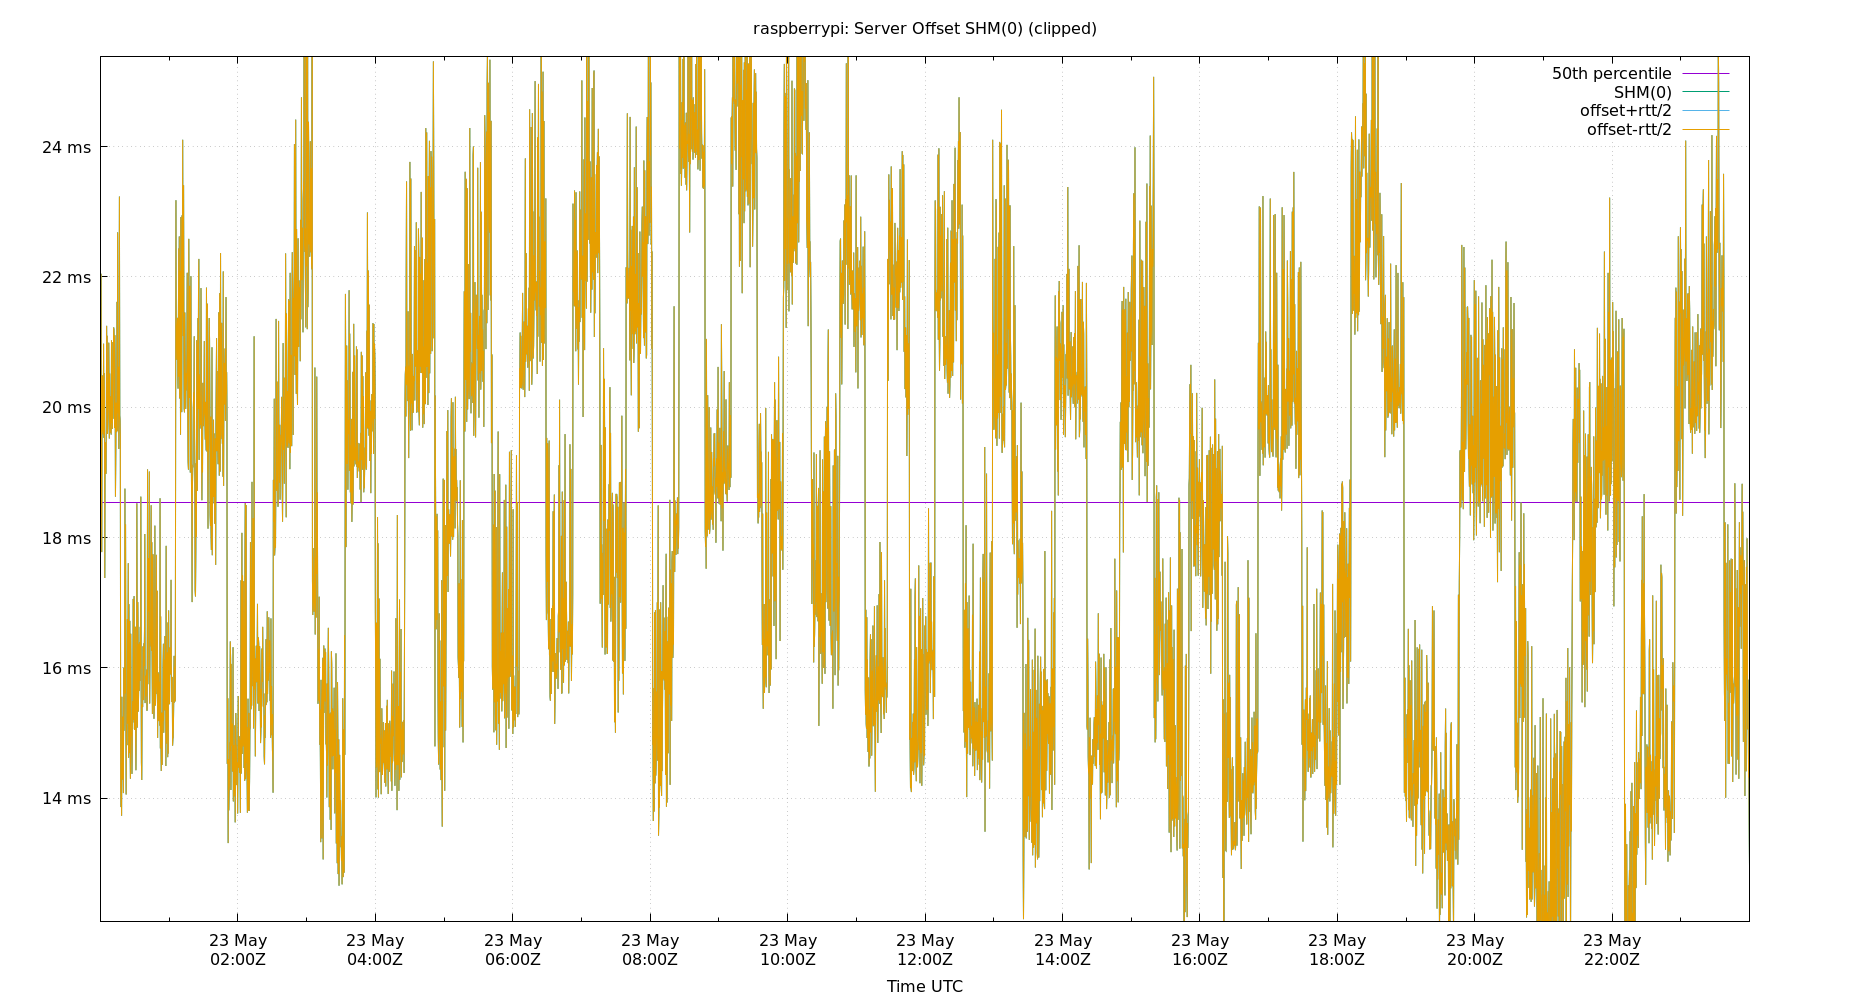 raspberrypi: Server Offset SHM(0) (clipped)
50th percentile
SHM(0)
offset+rtt/2
offset-rtt/2
24 ms
22 ms
20 ms
18 ms
16 ms
14 ms
23 May 23 May 23 May 23 May 23 May 23 May 23 May 23 May 23 May 23 May 23 May
02:00Z 04:00Z 06:00Z 08:00Z 10:00Z 12:00Z 14:00Z 16:00Z 18:00Z 20:00Z 22:00Z
Time UTC